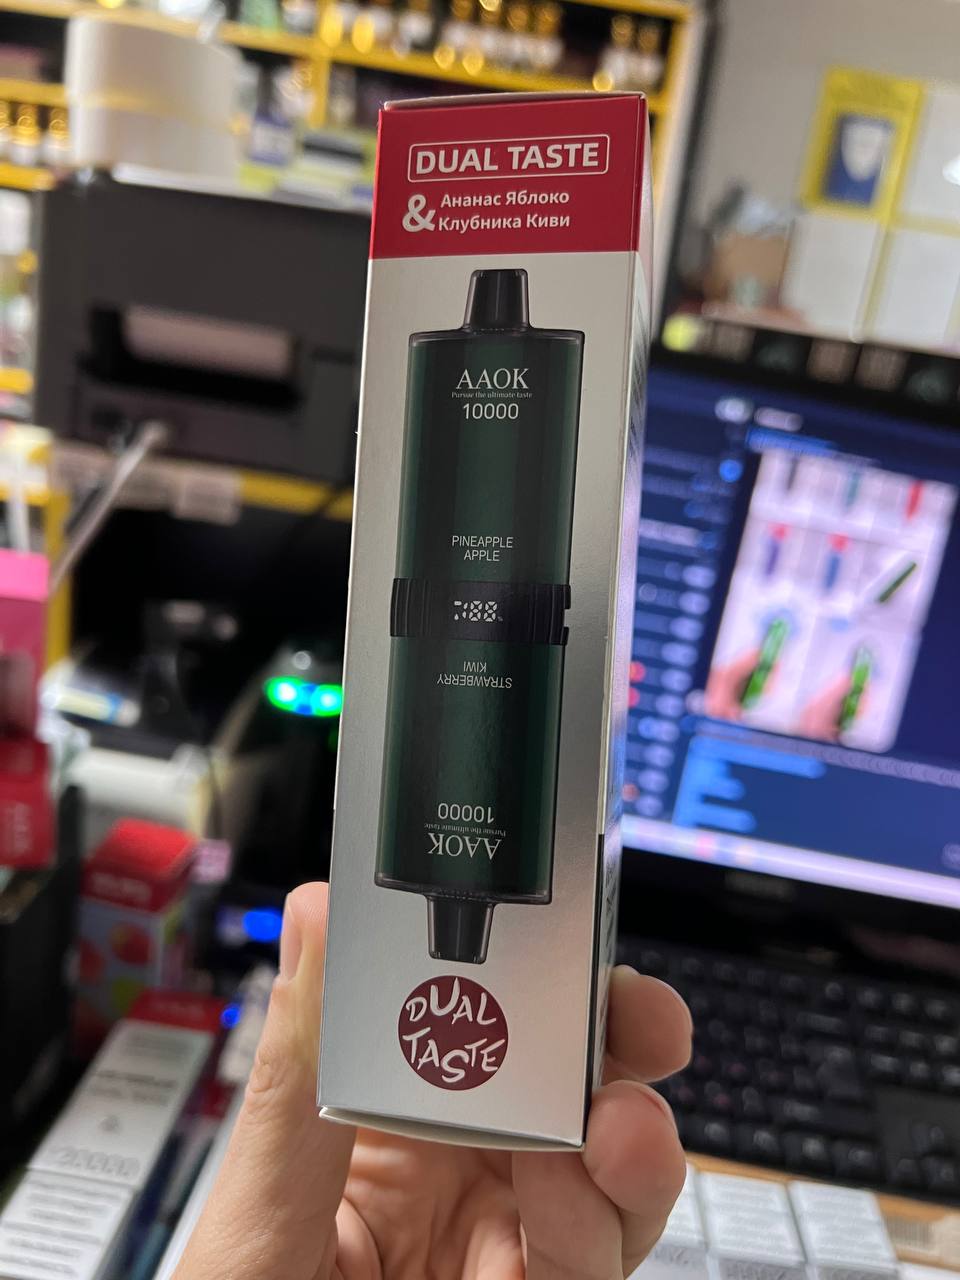 DUAL TASTE
& Ананас Яблоко
Клубника Киви
AAOK
Pursue the ultimate taste
10000
PINEAPPLE
APPLE
STRAWBERRY
KIWI
10000
Pursue the ultimate taste
AAOK
DUAL
TASTE